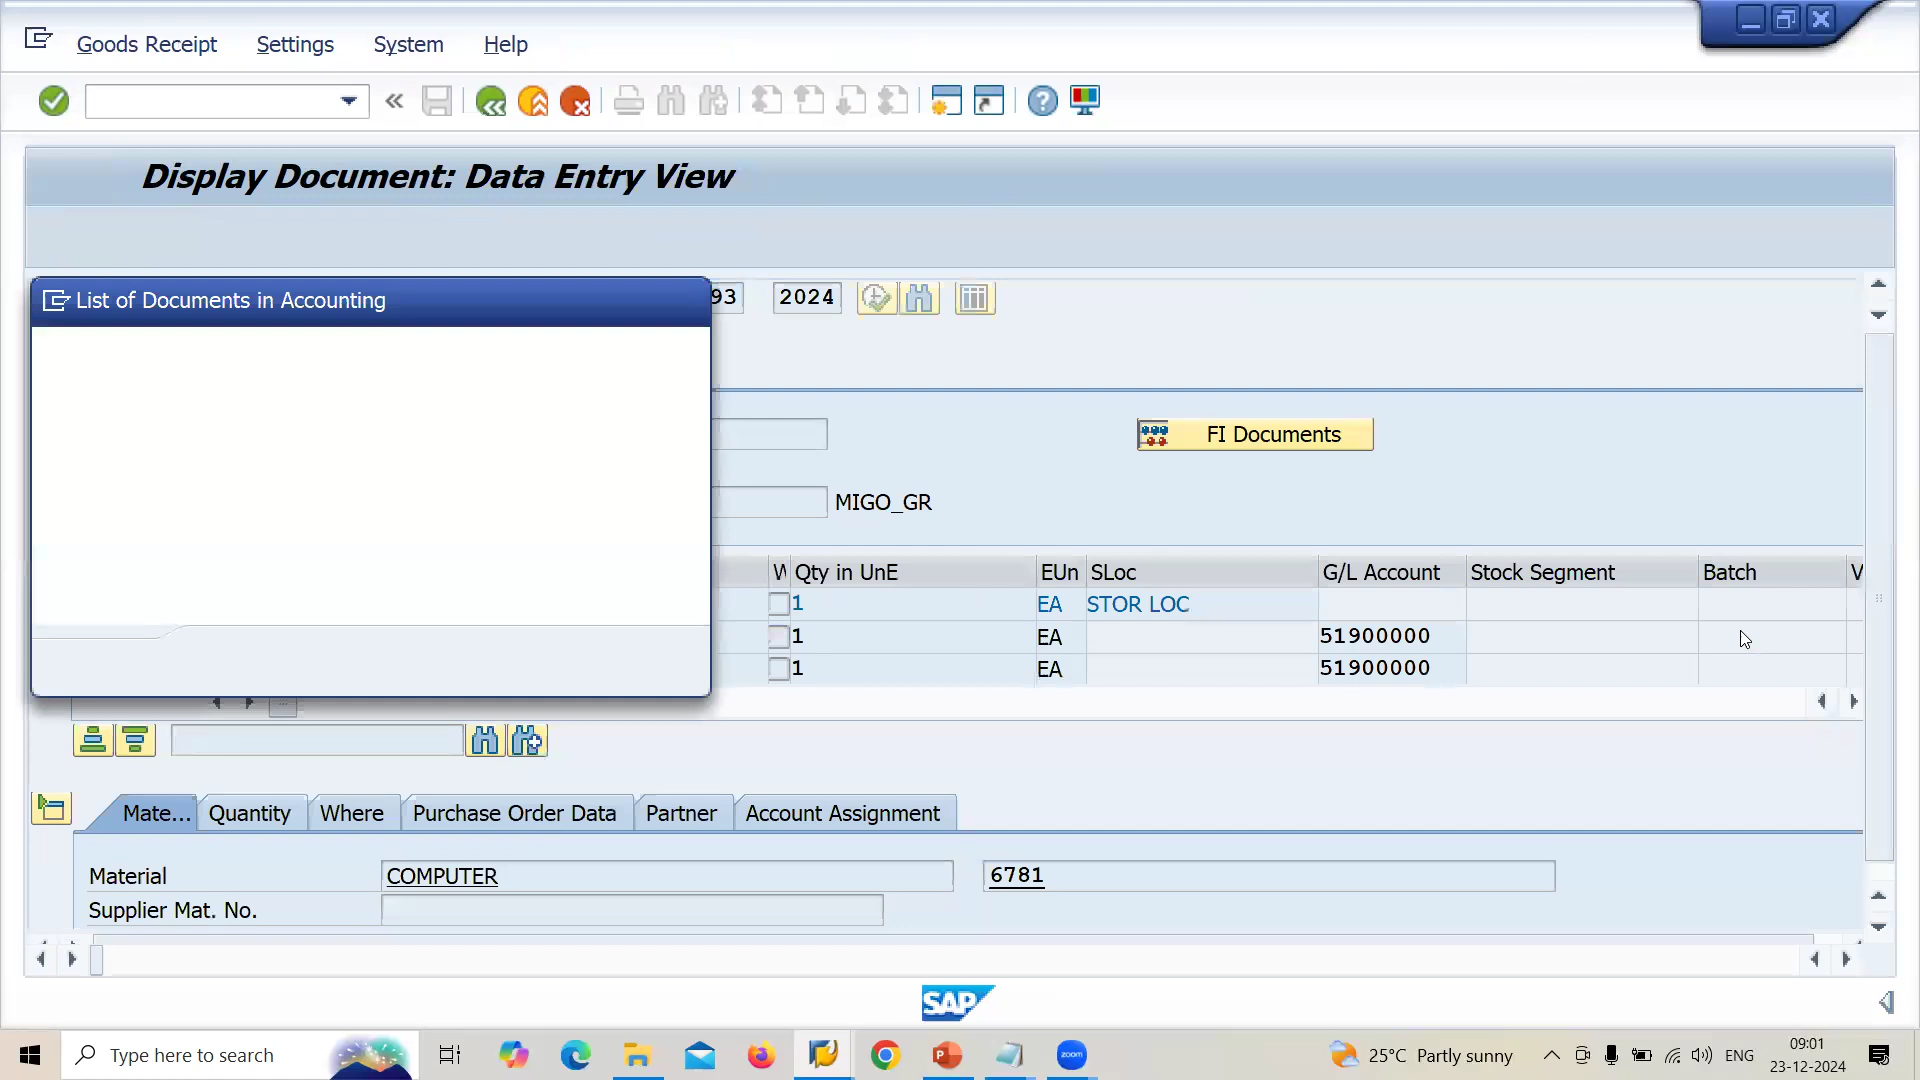 Goods Receipt Settings System Help
Display Document: Data Entry View
List of Documents in Accounting
93 2024
FI Documents
MIGO_GR
W Qty in UnE EUn SLoc G/L Account Stock Segment Batch V
1 EA STOR LOC
1 EA 51900000
1 EA 51900000
Mate... Quantity Where Purchase Order Data Partner Account Assignment
Material COMPUTER 6781
Supplier Mat. No.
SAP
Type here to search
zoom
25°C Partly sunny
ENG
09:01
23-12-2024